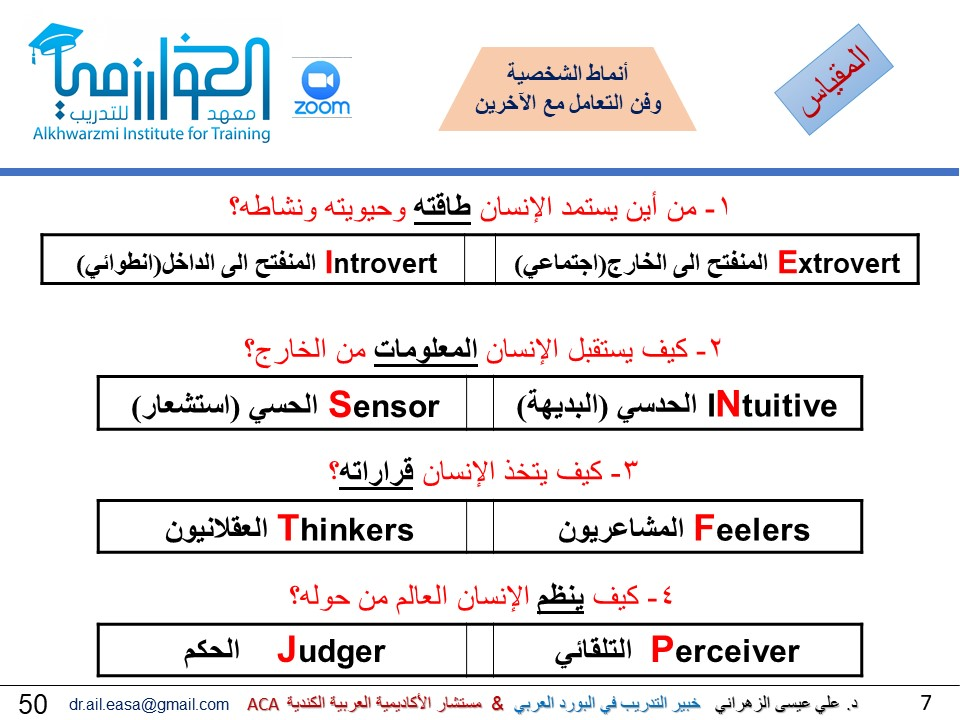 الخوارزمي
معهد للتدريب
Alkhwarzmi Institute for Training
zoom
أنماط الشخصية
وفن التعامل مع الآخرين
المقياس
١- من أين يستمد الإنسان طاقته وحيويته ونشاطه؟
Extrovert المنفتح الى الخارج(اجتماعي)
Introvert المنفتح الى الداخل(انطوائي)
٢- كيف يستقبل الإنسان المعلومات من الخارج؟
INtuitive الحدسي (البديهة)
Sensor الحسي (استشعار)
٣- كيف يتخذ الإنسان قراراته؟
Feelers المشاعريون
Thinkers العقلانيون
٤- كيف ينظم الإنسان العالم من حوله؟
Perceiver التلقائي
Judger الحكم
7
د. علي عيسى الزهراني خبير التدريب في البورد العربي & مستشار الأكاديمية العربية الكندية ACA
dr.ail.easa@gmail.com
50